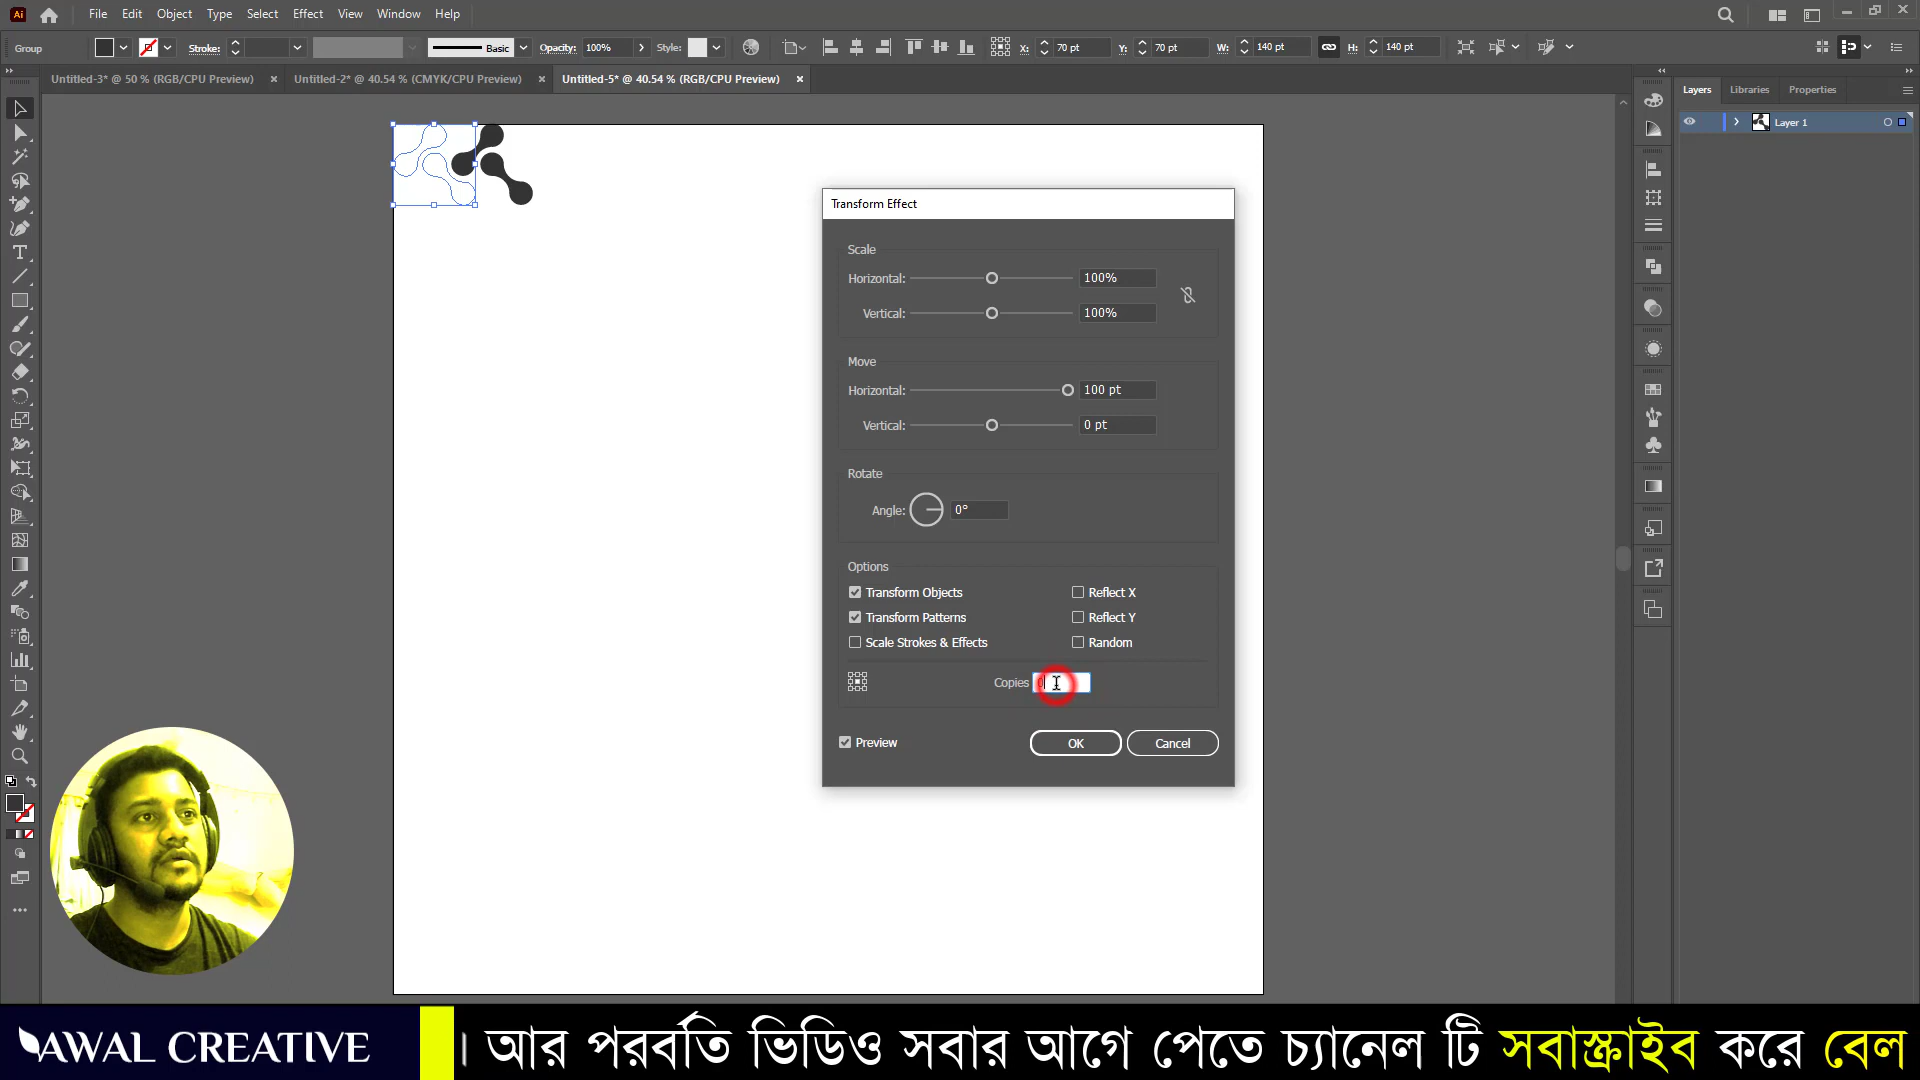 Ai File Edit Object Type Select Effect View Window Help
Group Stroke: Basic Opacity: 100% Style: X: 70 pt Y: 70 pt W: 140 pt H: 140 pt
Untitled-3* @ 50 % (RGB/CPU Preview) × Untitled-2* @ 40.54 % (CMYK/CPU Preview) × Untitled-5* @ 40.54 % (RGB/CPU Preview) ×
Layers Libraries Properties
Layer 1
Transform Effect
Scale
Horizontal: 100%
Vertical: 100%
Move
Horizontal: 100 pt
Vertical: 0 pt
Rotate
Angle: 0°
Options
Transform Objects Reflect X
Transform Patterns Reflect Y
Scale Strokes & Effects Random
Copies 0
Preview OK Cancel
AWAL CREATIVE । আর পরবর্তি ভিডিও সবার আগে পেতে চ্যানেল টি সবাস্ক্রাইব করে বেল